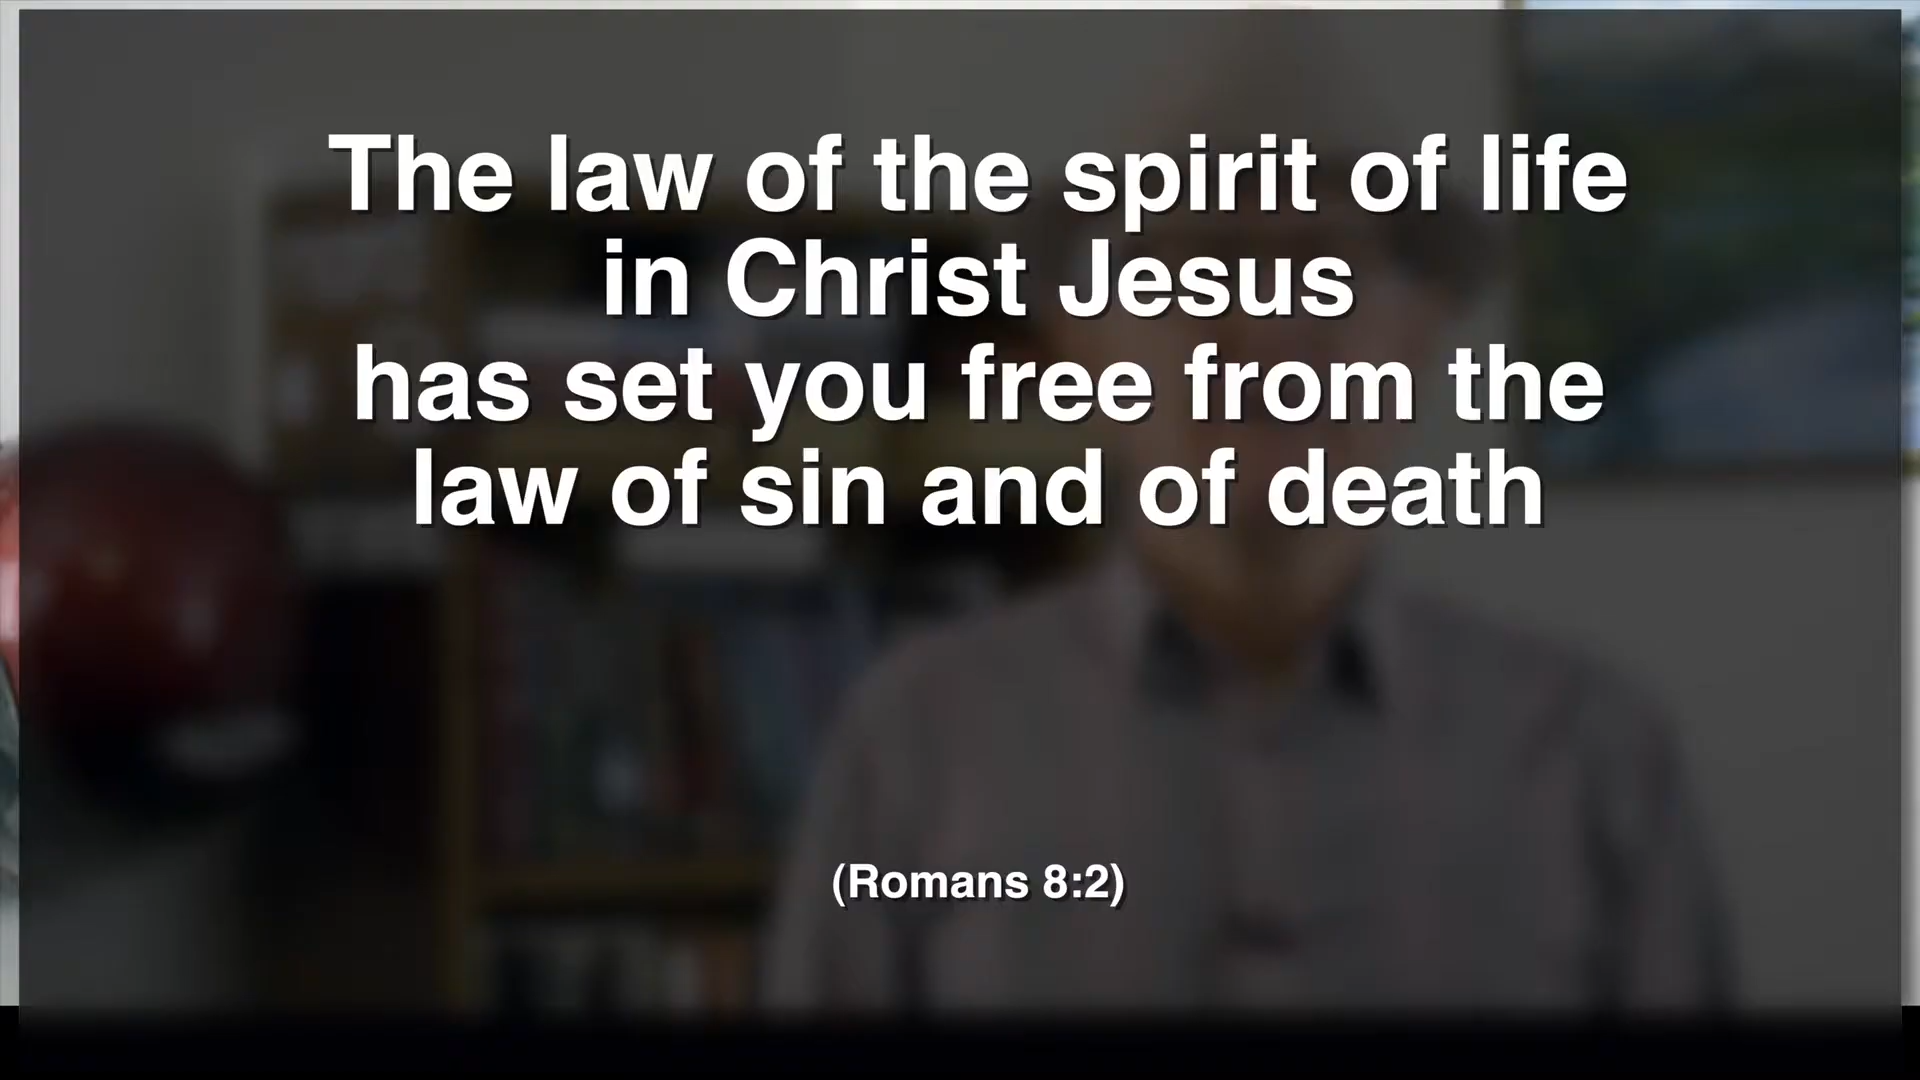 The law of the spirit of life
in Christ Jesus
has set you free from the
law of sin and of death
(Romans 8:2)